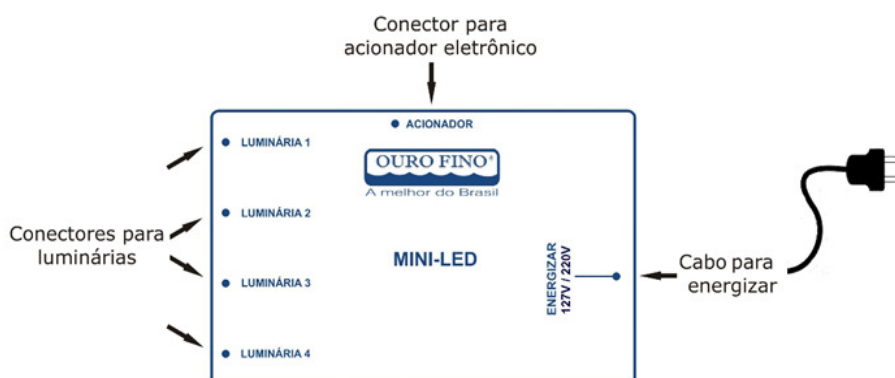 Conector para
acionador eletrônico
ACIONADOR
LUMINÁRIA 1
OURO FINO®
A melhor do Brasil
LUMINÁRIA 2
Conectores para
luminárias
MINI-LED
LUMINÁRIA 3
ENERGIZAR
127V / 220V
Cabo para
energizar
LUMINÁRIA 4